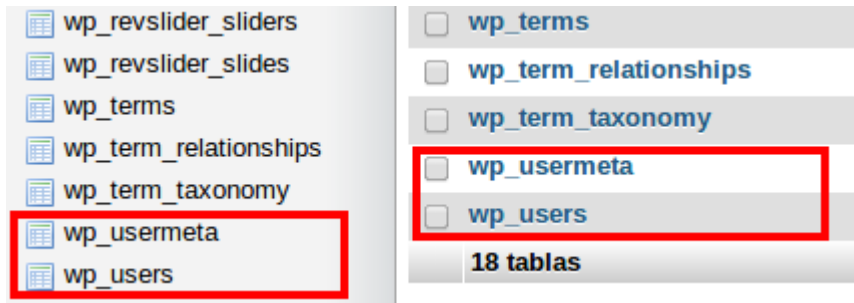 wp_revslider_sliders
wp_revslider_slides
wp_terms
wp_term_relationships
wp_term_taxonomy
wp_usermeta
wp_users
wp_terms
wp_term_relationships
wp_term_taxonomy
wp_usermeta
wp_users
18 tablas